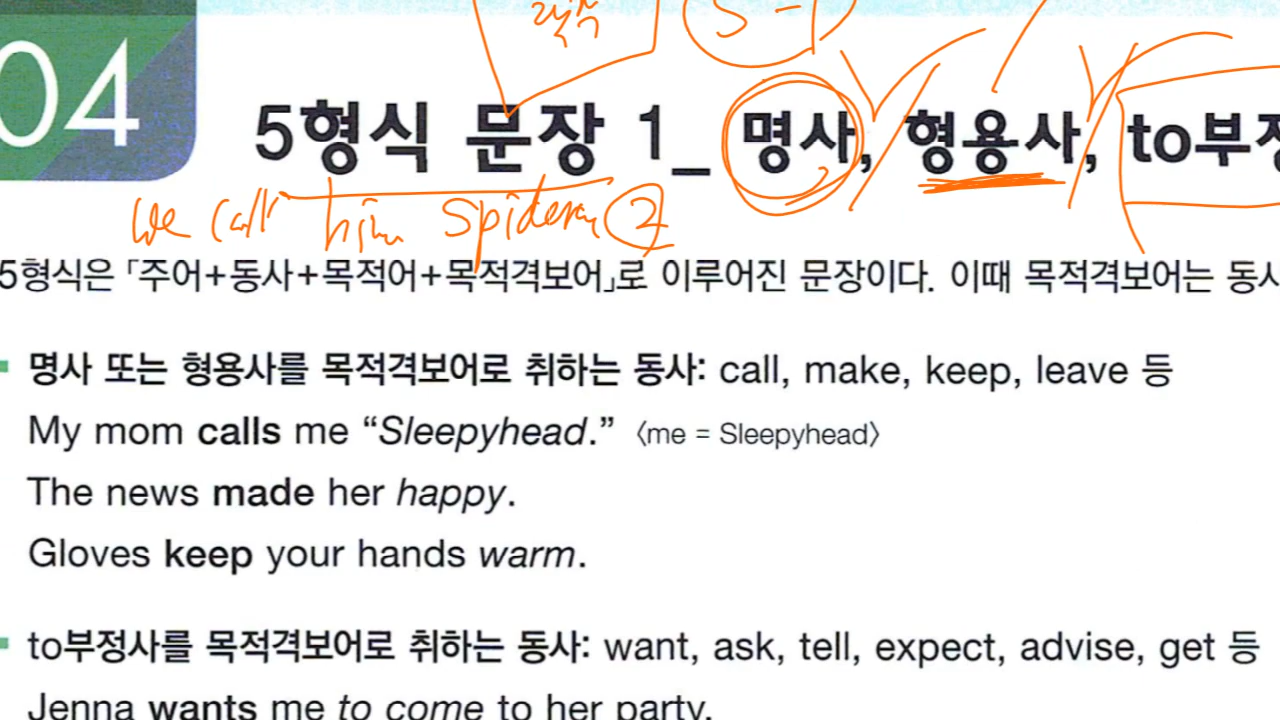 04
5형식 문장 1_ 명사, 형용사, to부정
we call him
5형식은 「주어+동사+목적어+목적격보어」로 이루어진 문장이다. 이때 목적격보어는 동사
명사 또는 형용사를 목적격보어로 취하는 동사: call, make, keep, leave 등
My mom calls me “Sleepyhead.” 〈me = Sleepyhead〉
The news made her happy.
Gloves keep your hands warm.
to부정사를 목적격보어로 취하는 동사: want, ask, tell, expect, advise, get 등
Jenna wants me to come to her party.